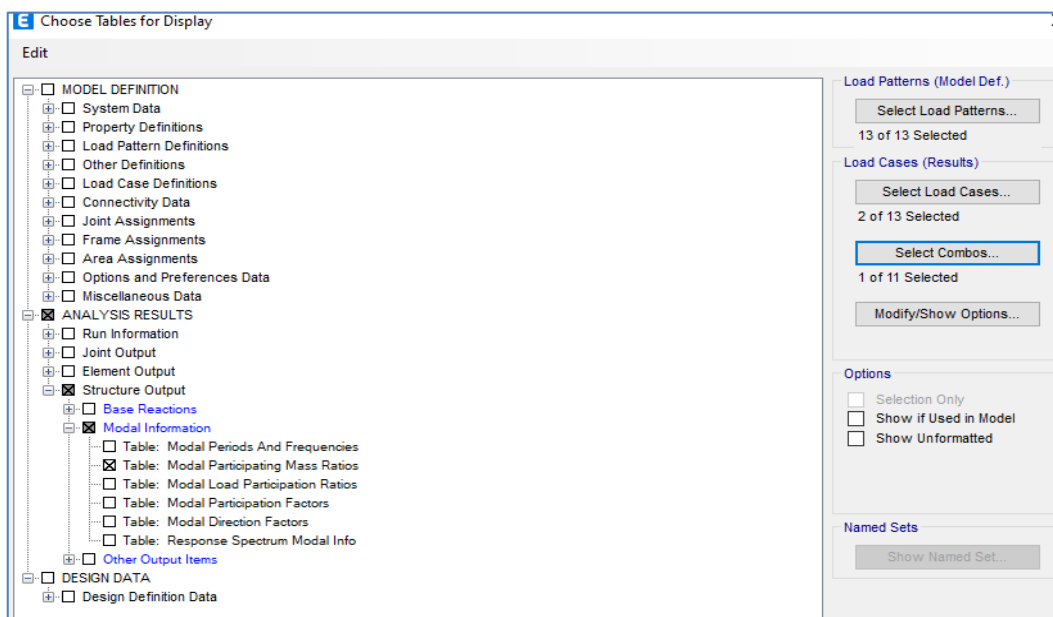 E Choose Tables for Display
Edit
MODEL DEFINITION
System Data
Property Definitions
Load Pattern Definitions
Other Definitions
Load Case Definitions
Connectivity Data
Joint Assignments
Frame Assignments
Area Assignments
Options and Preferences Data
Miscellaneous Data
ANALYSIS RESULTS
Run Information
Joint Output
Element Output
Structure Output
Base Reactions
Modal Information
Table: Modal Periods And Frequencies
Table: Modal Participating Mass Ratios
Table: Modal Load Participation Ratios
Table: Modal Participation Factors
Table: Modal Direction Factors
Table: Response Spectrum Modal Info
Other Output Items
DESIGN DATA
Design Definition Data
Load Patterns (Model Def.)
Select Load Patterns...
13 of 13 Selected
Load Cases (Results)
Select Load Cases...
2 of 13 Selected
Select Combos...
1 of 11 Selected
Modify/Show Options...
Options
Selection Only
Show if Used in Model
Show Unformatted
Named Sets
Show Named Set...